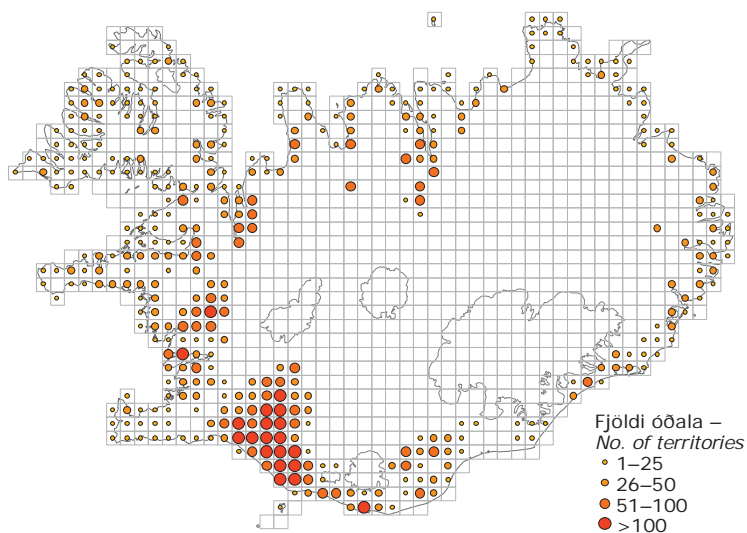 Fjöldi óðala –
No. of territories
1–25
26–50
51–100
>100